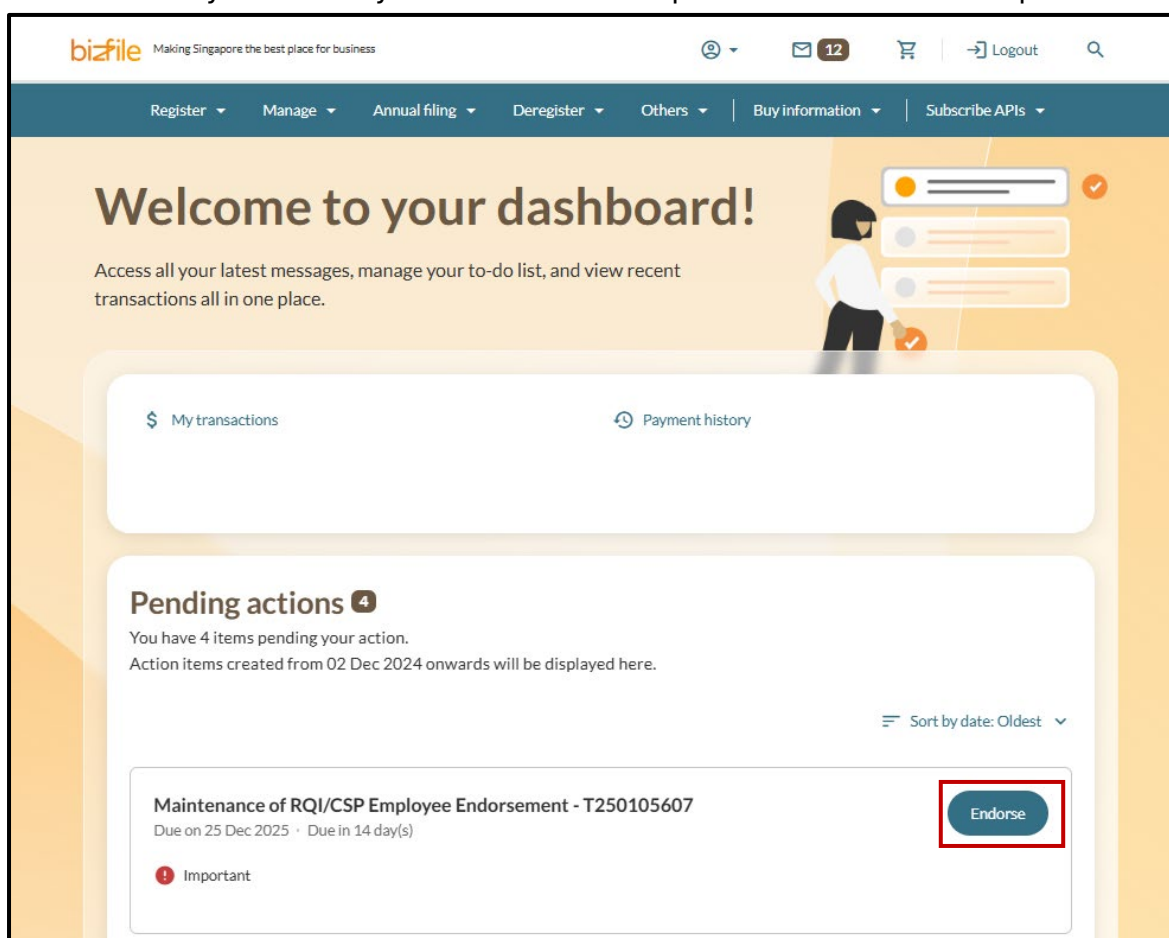 bizfile Making Singapore the best place for business 12 Logout
Register Manage Annual filing Deregister Others Buy information Subscribe APIs
Welcome to your dashboard!
Access all your latest messages, manage your to-do list, and view recent
transactions all in one place.
$ My transactions Payment history
Pending actions 4
You have 4 items pending your action.
Action items created from 02 Dec 2024 onwards will be displayed here.
Sort by date: Oldest
Maintenance of RQI/CSP Employee Endorsement - T250105607
Endorse
Due on 25 Dec 2025 · Due in 14 day(s)
! Important